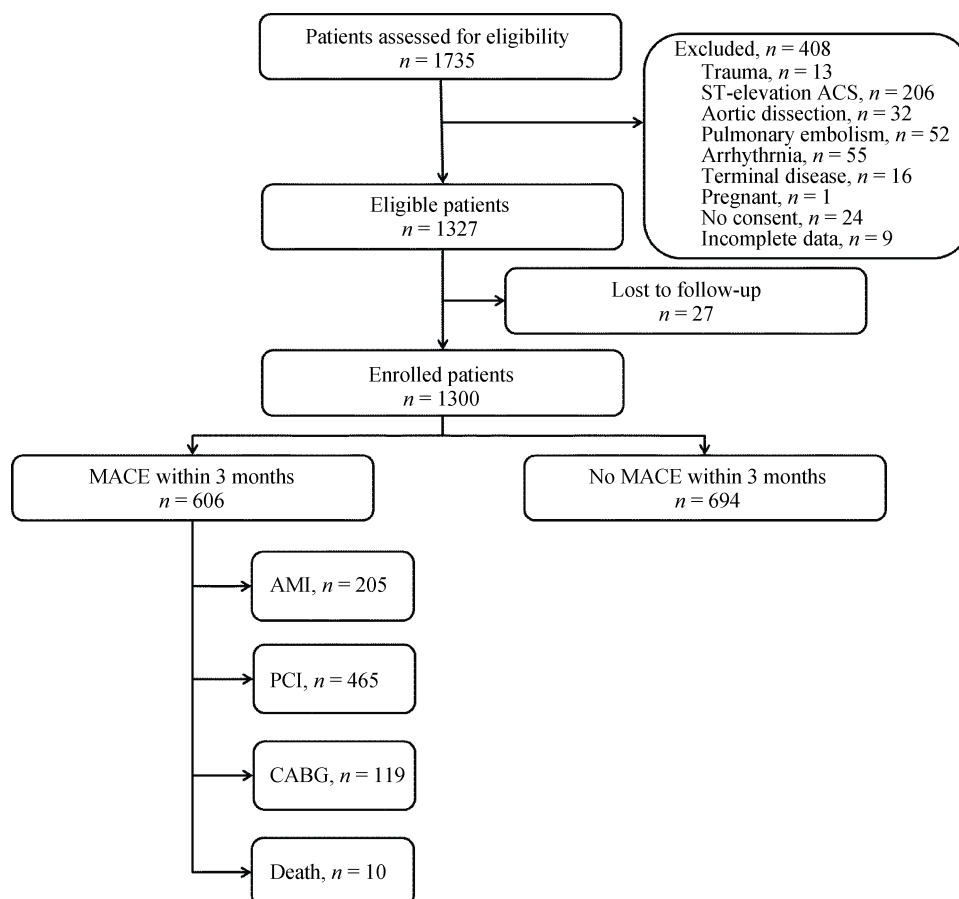 Patients assessed for eligibility
n = 1735
Excluded, n = 408
Trauma, n = 13
ST-elevation ACS, n = 206
Aortic dissection, n = 32
Pulmonary embolism, n = 52
Arrhythrnia, n = 55
Terminal disease, n = 16
Pregnant, n = 1
No consent, n = 24
Incomplete data, n = 9
Eligible patients
n = 1327
Lost to follow-up
n = 27
Enrolled patients
n = 1300
MACE within 3 months
n = 606
No MACE within 3 months
n = 694
AMI, n = 205
PCI, n = 465
CABG, n = 119
Death, n = 10